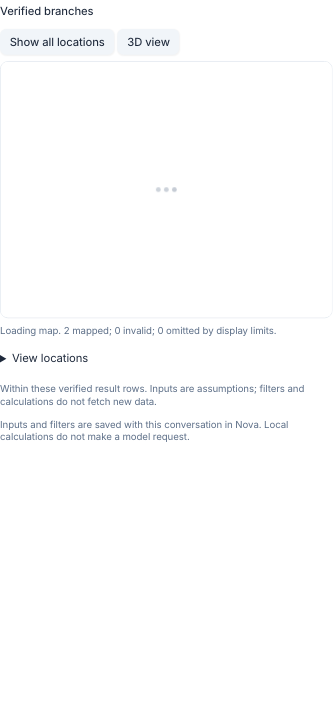 Verified branches
Show all locations
3D view
Loading map. 2 mapped; 0 invalid; 0 omitted by display limits.
View locations
Within these verified result rows. Inputs are assumptions; filters and
calculations do not fetch new data.
Inputs and filters are saved with this conversation in Nova. Local
calculations do not make a model request.